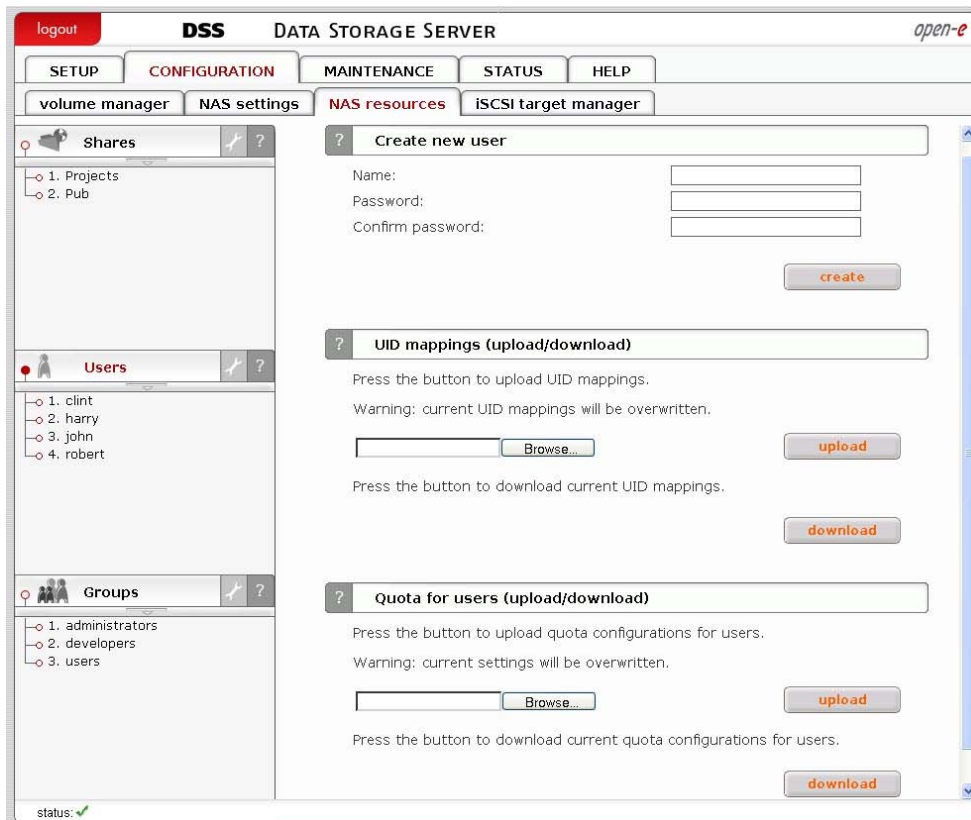 logout
DSS DATA STORAGE SERVER
open-e
SETUP CONFIGURATION MAINTENANCE STATUS HELP
volume manager NAS settings NAS resources iSCSI target manager
Shares ?
1. Projects
2. Pub
Users ?
1. clint
2. harry
3. john
4. robert
Groups ?
1. administrators
2. developers
3. users
? Create new user
Name:
Password:
Confirm password:
create
? UID mappings (upload/download)
Press the button to upload UID mappings.
Warning: current UID mappings will be overwritten.
Browse... upload
Press the button to download current UID mappings.
download
? Quota for users (upload/download)
Press the button to upload quota configurations for users.
Warning: current settings will be overwritten.
Browse... upload
Press the button to download current quota configurations for users.
download
status: